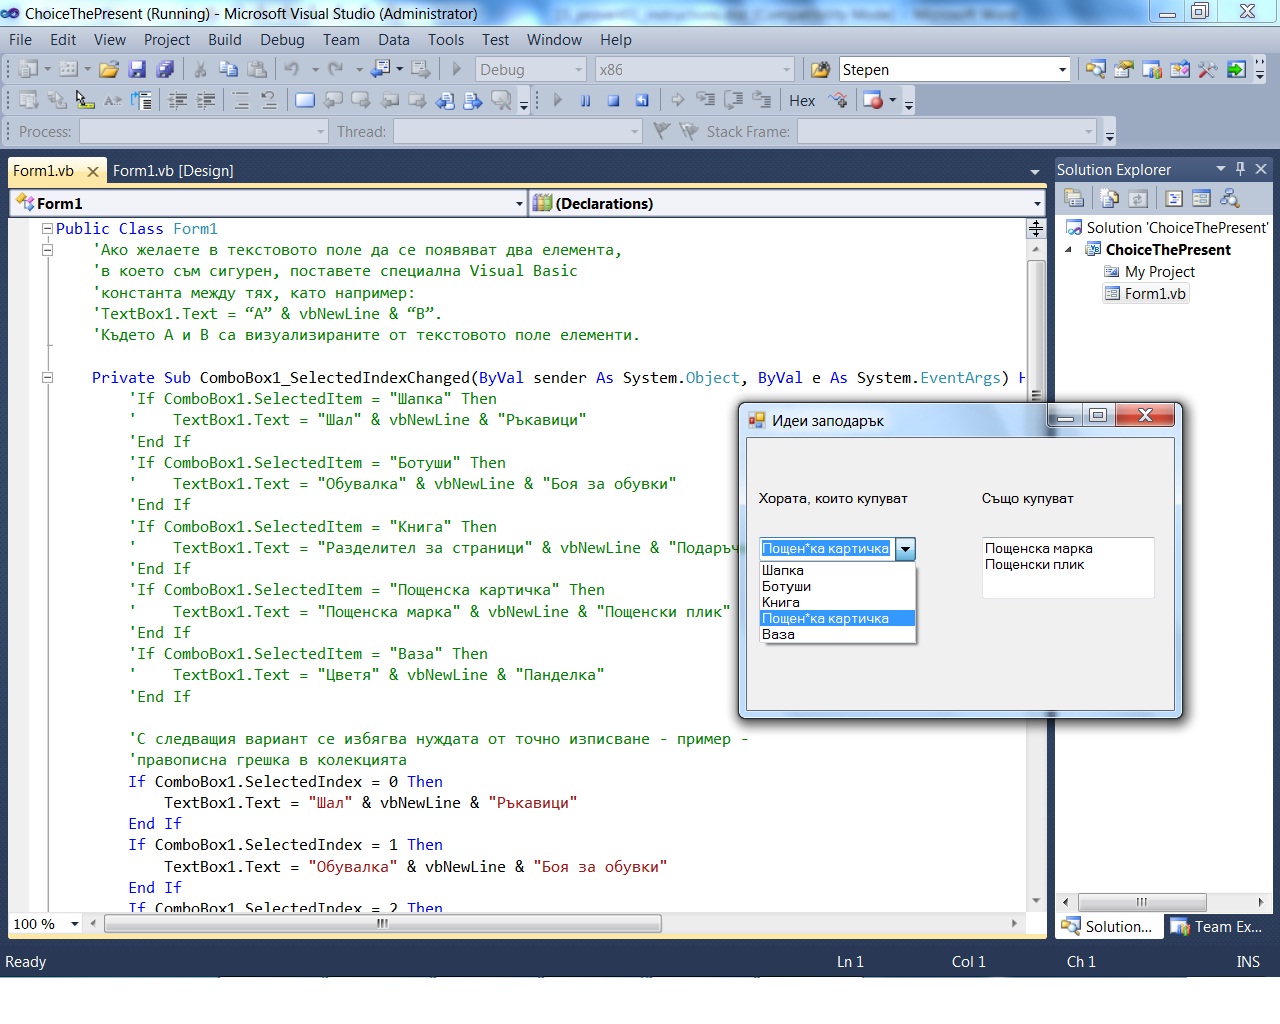 ChoiceThePresent (Running) - Microsoft Visual Studio (Administrator)
File Edit View Project Build Debug Team Data Tools Test Window Help
Debug x86 Stepen
Hex
Process: Thread: Stack Frame:
Form1.vb Form1.vb [Design]
Form1 (Declarations)
Public Class Form1
'Ако желаете в текстовото поле да се появяват два елемента,
'в което съм сигурен, поставете специална Visual Basic
'константа между тях, като например:
'TextBox1.Text = “A” & vbNewLine & “B”.
'Където А и В са визуализираните от текстовото поле елементи.
Private Sub ComboBox1_SelectedIndexChanged(ByVal sender As System.Object, ByVal e As System.EventArgs) H
'If ComboBox1.SelectedItem = "Шапка" Then
' TextBox1.Text = "Шал" & vbNewLine & "Ръкавици"
'End If
'If ComboBox1.SelectedItem = "Ботуши" Then
' TextBox1.Text = "Обувалка" & vbNewLine & "Боя за обувки"
'End If
'If ComboBox1.SelectedItem = "Книга" Then
' TextBox1.Text = "Разделител за страници" & vbNewLine & "Подаръч
'End If
'If ComboBox1.SelectedItem = "Пощенска картичка" Then
' TextBox1.Text = "Пощенска марка" & vbNewLine & "Пощенски плик"
'End If
'If ComboBox1.SelectedItem = "Ваза" Then
' TextBox1.Text = "Цветя" & vbNewLine & "Панделка"
'End If
'С следващия вариант се избягва нуждата от точно изписване - пример -
'правописна грешка в колекцията
If ComboBox1.SelectedIndex = 0 Then
TextBox1.Text = "Шал" & vbNewLine & "Ръкавици"
End If
If ComboBox1.SelectedIndex = 1 Then
TextBox1.Text = "Обувалка" & vbNewLine & "Боя за обувки"
End If
If ComboBox1.SelectedIndex = 2 Then
100 %
Идеи заподарък
Хората, които купуват Също купуват
Пощен*ка картичка
Шапка
Ботуши
Книга
Пощен*ка картичка
Ваза
Пощенска марка
Пощенски плик
Solution Explorer
Solution 'ChoiceThePresent'
ChoiceThePresent
My Project
Form1.vb
Solution... Team Ex...
Ready Ln 1 Col 1 Ch 1 INS